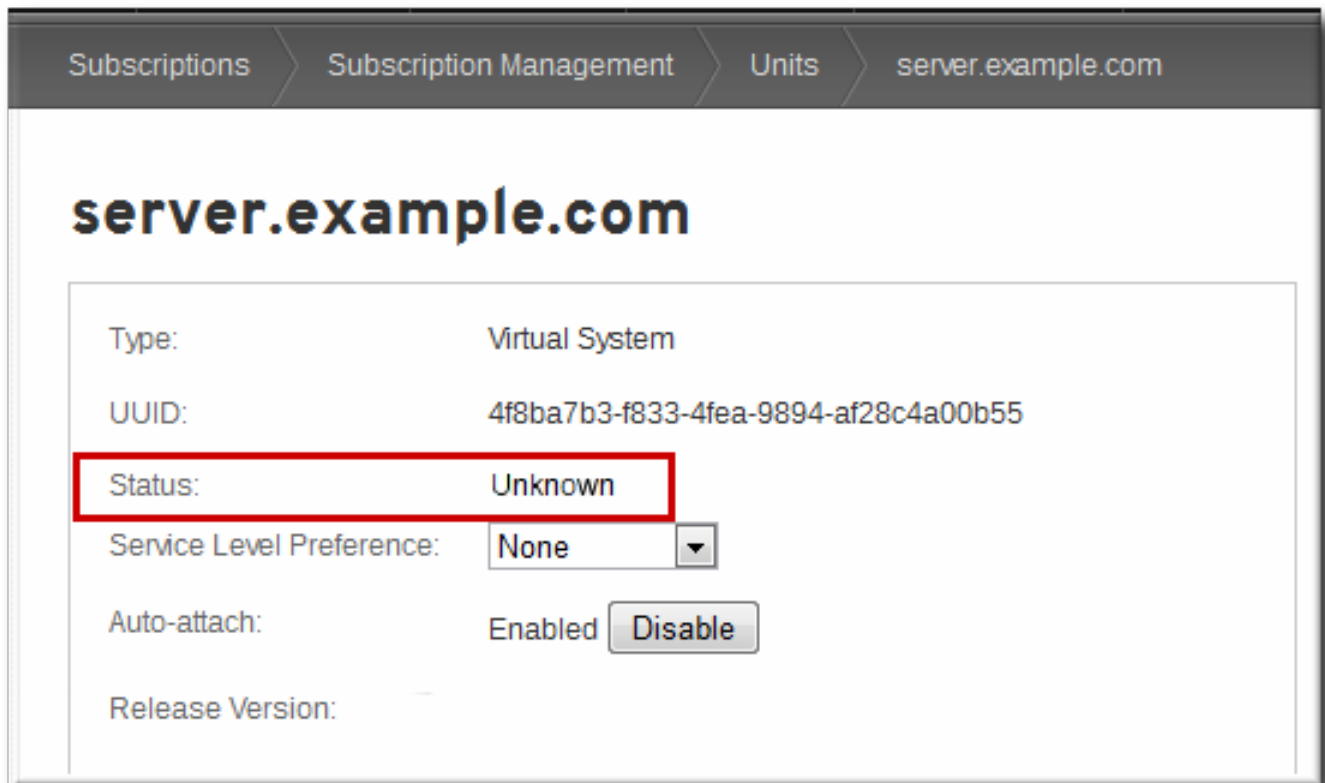 Subscriptions Subscription Management Units server.example.com
server.example.com
Type: Virtual System
UUID: 4f8ba7b3-f833-4fea-9894-af28c4a00b55
Status: Unknown
Service Level Preference: None
Auto-attach: Enabled Disable
Release Version: